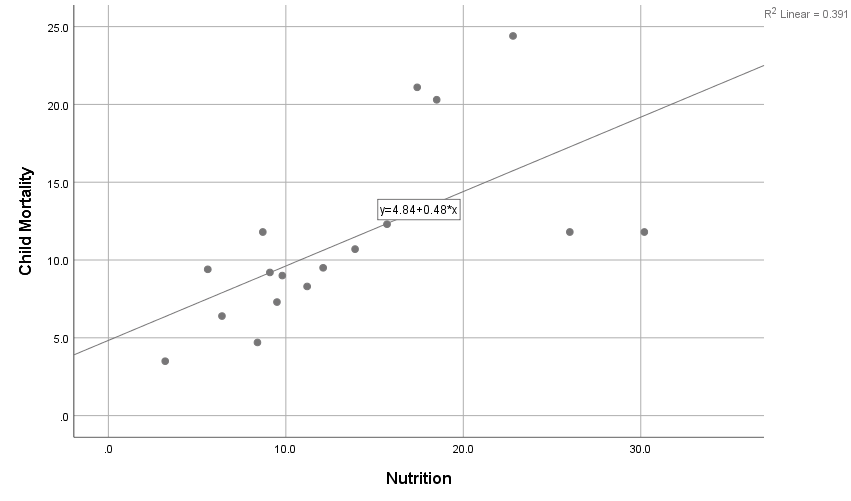 R2 Linear = 0.391
25.0
20.0
15.0
10.0
5.0
.0
Child Mortality
y=4.84+0.48*x
.0 10.0 20.0 30.0
Nutrition